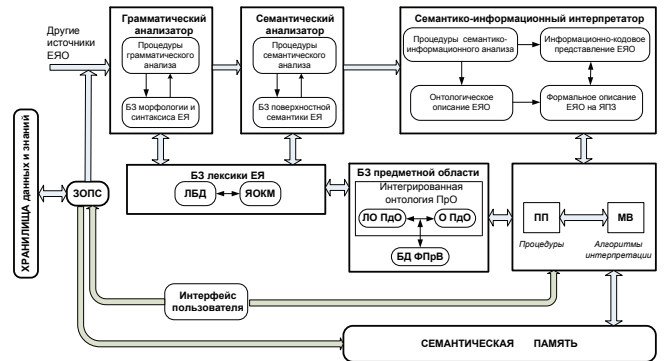 Другие
источники
ЕЯО
Грамматический
анализатор
Процедуры
грамматического
анализа
БЗ морфологии и
синтаксиса ЕЯ
Семантический
анализатор
Процедуры
семантического
анализа
БЗ поверхностной
семантики ЕЯ
Семантико-информационный интерпретатор
Процедуры семантико-
информационного анализа
Информационно-кодовое
представление ЕЯО
Онтологическое
описание ЕЯО
Формальное описание
ЕЯО на ЯПЗ
ХРАНИЛИЩА данных и знаний
ЗОПС
БЗ лексики ЕЯ
ЛБД
ЯОКМ
БЗ предметной области
Интегрированная
онтология ПрО
ЛО ПдО
О ПдО
БД ФПрВ
ПП
МВ
Процедуры
Алгоритмы
интерпретации
Интерфейс
пользователя
СЕМАНТИЧЕСКАЯ ПАМЯТЬ